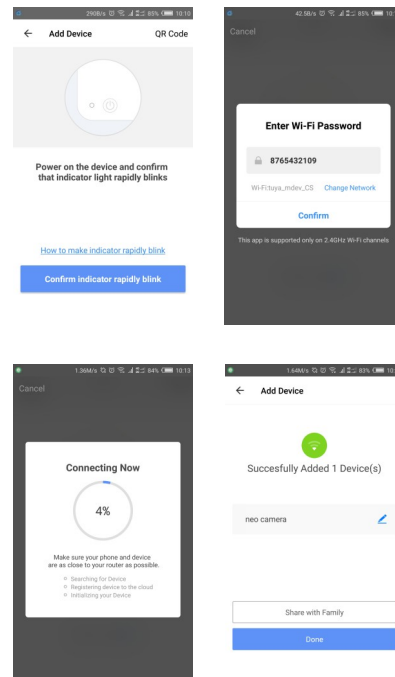 290B/s 85% 10:10
Add Device QR Code
Power on the device and confirm
that indicator light rapidly blinks
How to make indicator rapidly blink
Confirm indicator rapidly blink
42.5B/s 85% 10:
Cancel
Enter Wi-Fi Password
8765432109
Wi-Fi:tuya_mdev_CS Change Network
Confirm
This app is supported only on 2.4GHz Wi-Fi channels
1.36M/s 84% 10:13
Cancel
Connecting Now
4%
Make sure your phone and device
are as close to your router as possible.
Searching for Device
Registering device to the cloud
Initializing your Device
1.64M/s 83% 10:
Add Device
Succesfully Added 1 Device(s)
neo camera
Share with Family
Done